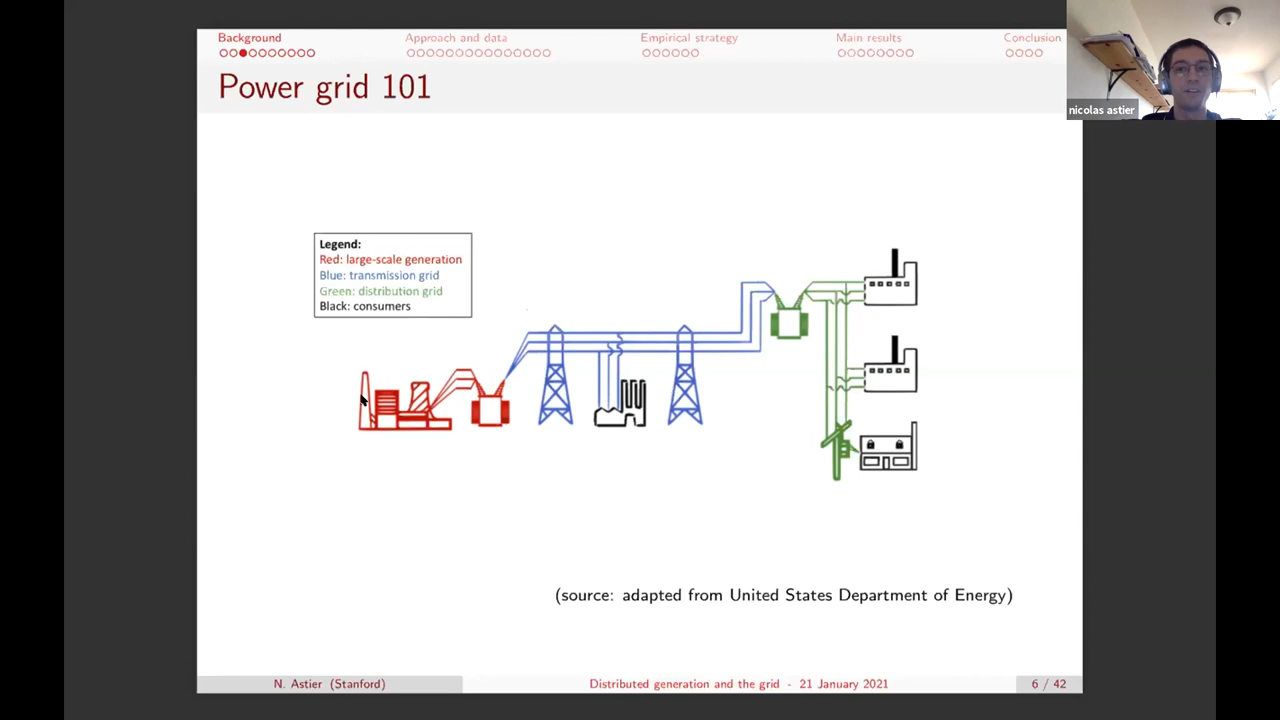 Background
Approach and data
Empirical strategy
Main results
Conclusion
Power grid 101
nicolas astier
Legend:
Red: large-scale generation
Blue: transmission grid
Green: distribution grid
Black: consumers
(source: adapted from United States Department of Energy)
N. Astier (Stanford)
Distributed generation and the grid - 21 January 2021
6 / 42